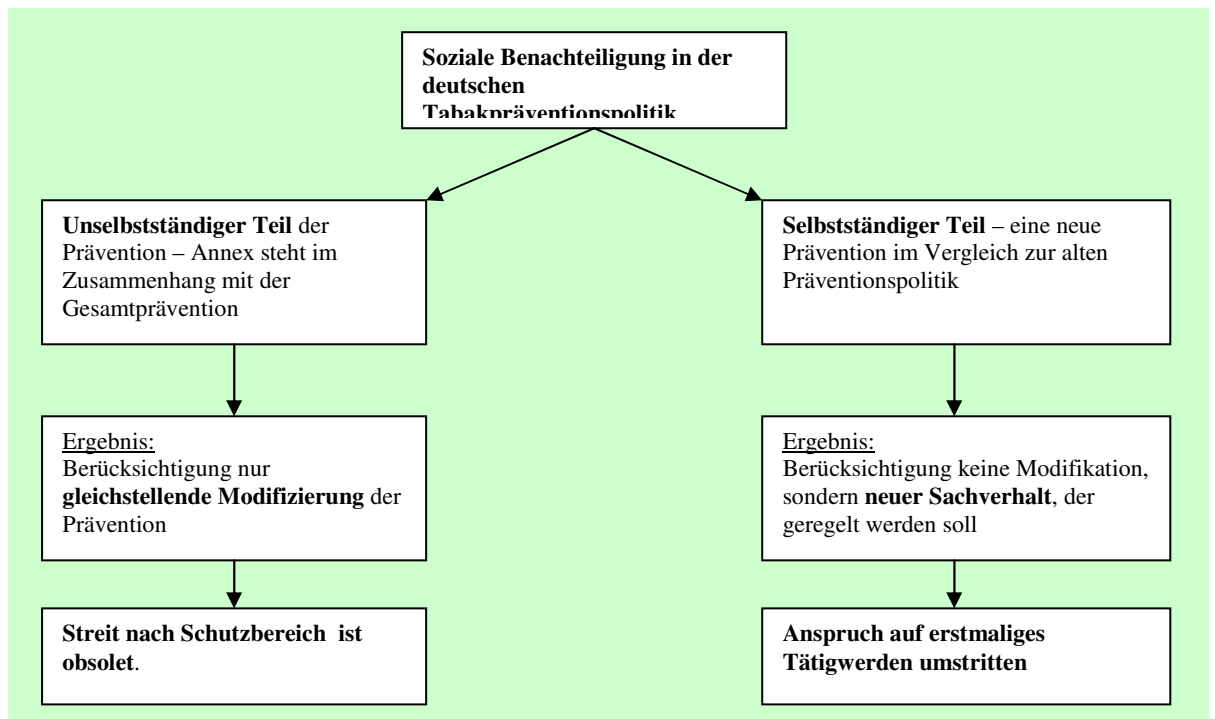 Soziale Benachteiligung in der
deutschen
Tabakpräventionspolitik
Unselbstständiger Teil der
Prävention – Annex steht im
Zusammenhang mit der
Gesamtprävention
Selbstständiger Teil – eine neue
Prävention im Vergleich zur alten
Präventionspolitik
Ergebnis:
Berücksichtigung nur
gleichstellende Modifizierung der
Prävention
Ergebnis:
Berücksichtigung keine Modifikation,
sondern neuer Sachverhalt, der
geregelt werden soll
Streit nach Schutzbereich ist
obsolet.
Anspruch auf erstmaliges
Tätigwerden umstritten